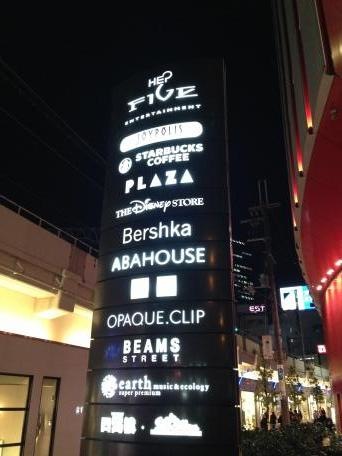 HEP
FIVE
ENTERTAINMENT
JOYPOLIS
STARBUCKS
COFFEE
PLAZA
THE Disney STORE
Bershka
ABAHOUSE
OPAQUE.CLIP
BEAMS
STREET
earth music & ecology
super premium
EST